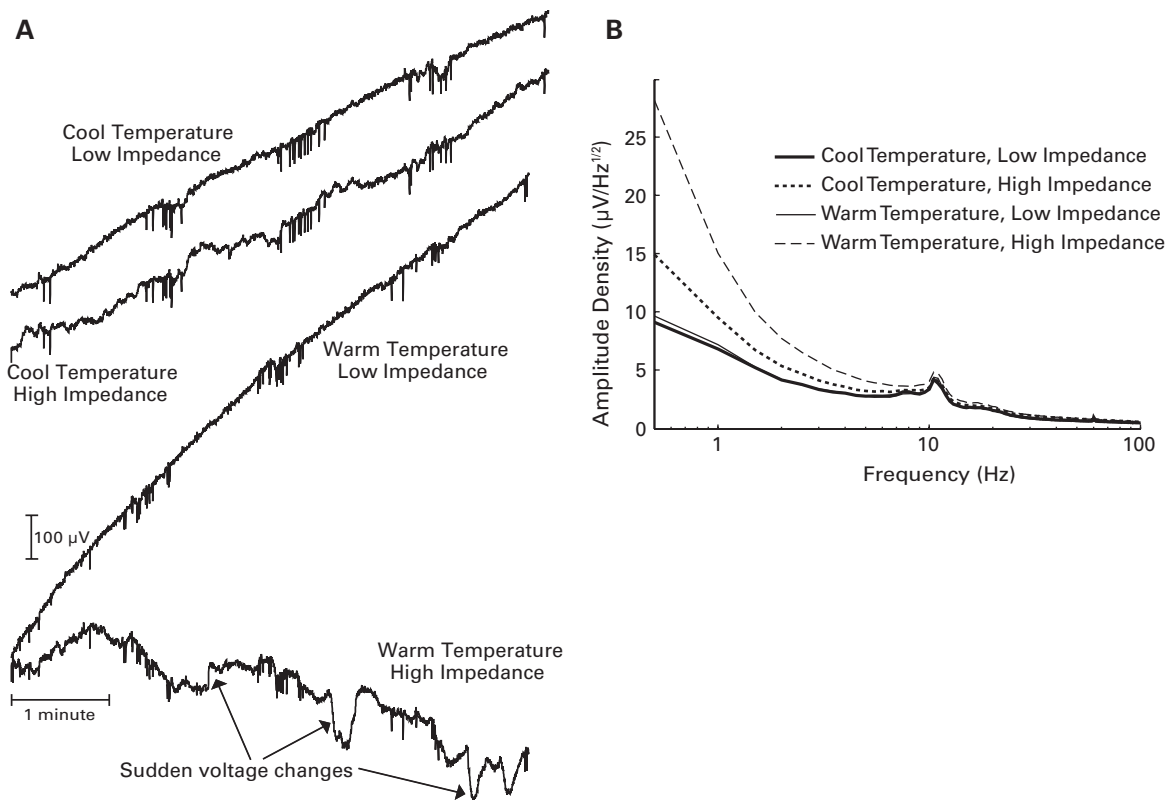 A
Cool Temperature
Low Impedance
Cool Temperature
High Impedance
Warm Temperature
Low Impedance
100 µV
Warm Temperature
High Impedance
1 minute
Sudden voltage changes
B
25
20
15
10
5
0
Amplitude Density (µV/Hz^1/2)
Cool Temperature, Low Impedance
Cool Temperature, High Impedance
Warm Temperature, Low Impedance
Warm Temperature, High Impedance
1
10
100
Frequency (Hz)